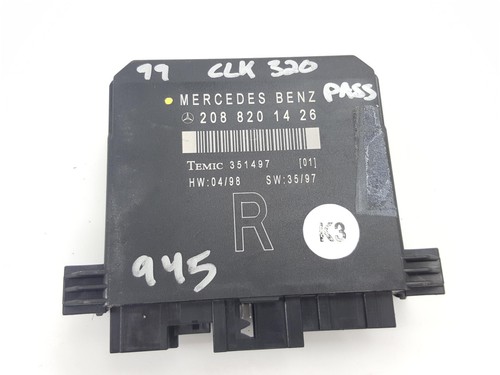 99 CLK 320
MERCEDES BENZ
PASS
208 820 14 26
TEMIC 351497 [01]
HW:04/98 SW:35/97
R
K3
945